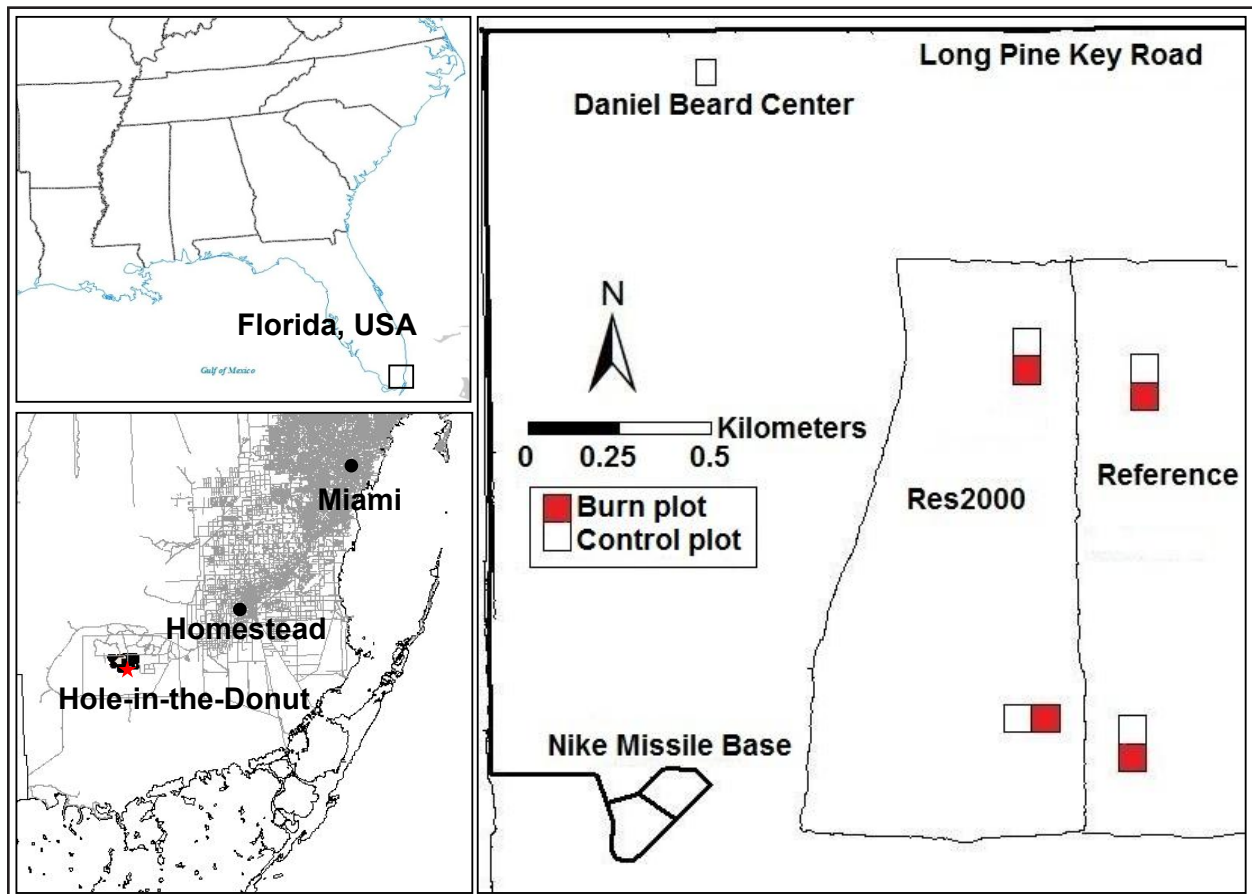 Florida, USA
Gulf of Mexico
Miami
Homestead
Hole-in-the-Donut
Long Pine Key Road
Daniel Beard Center
N
Kilometers
0 0.25 0.5
Burn plot
Control plot
Res2000
Reference
Nike Missile Base